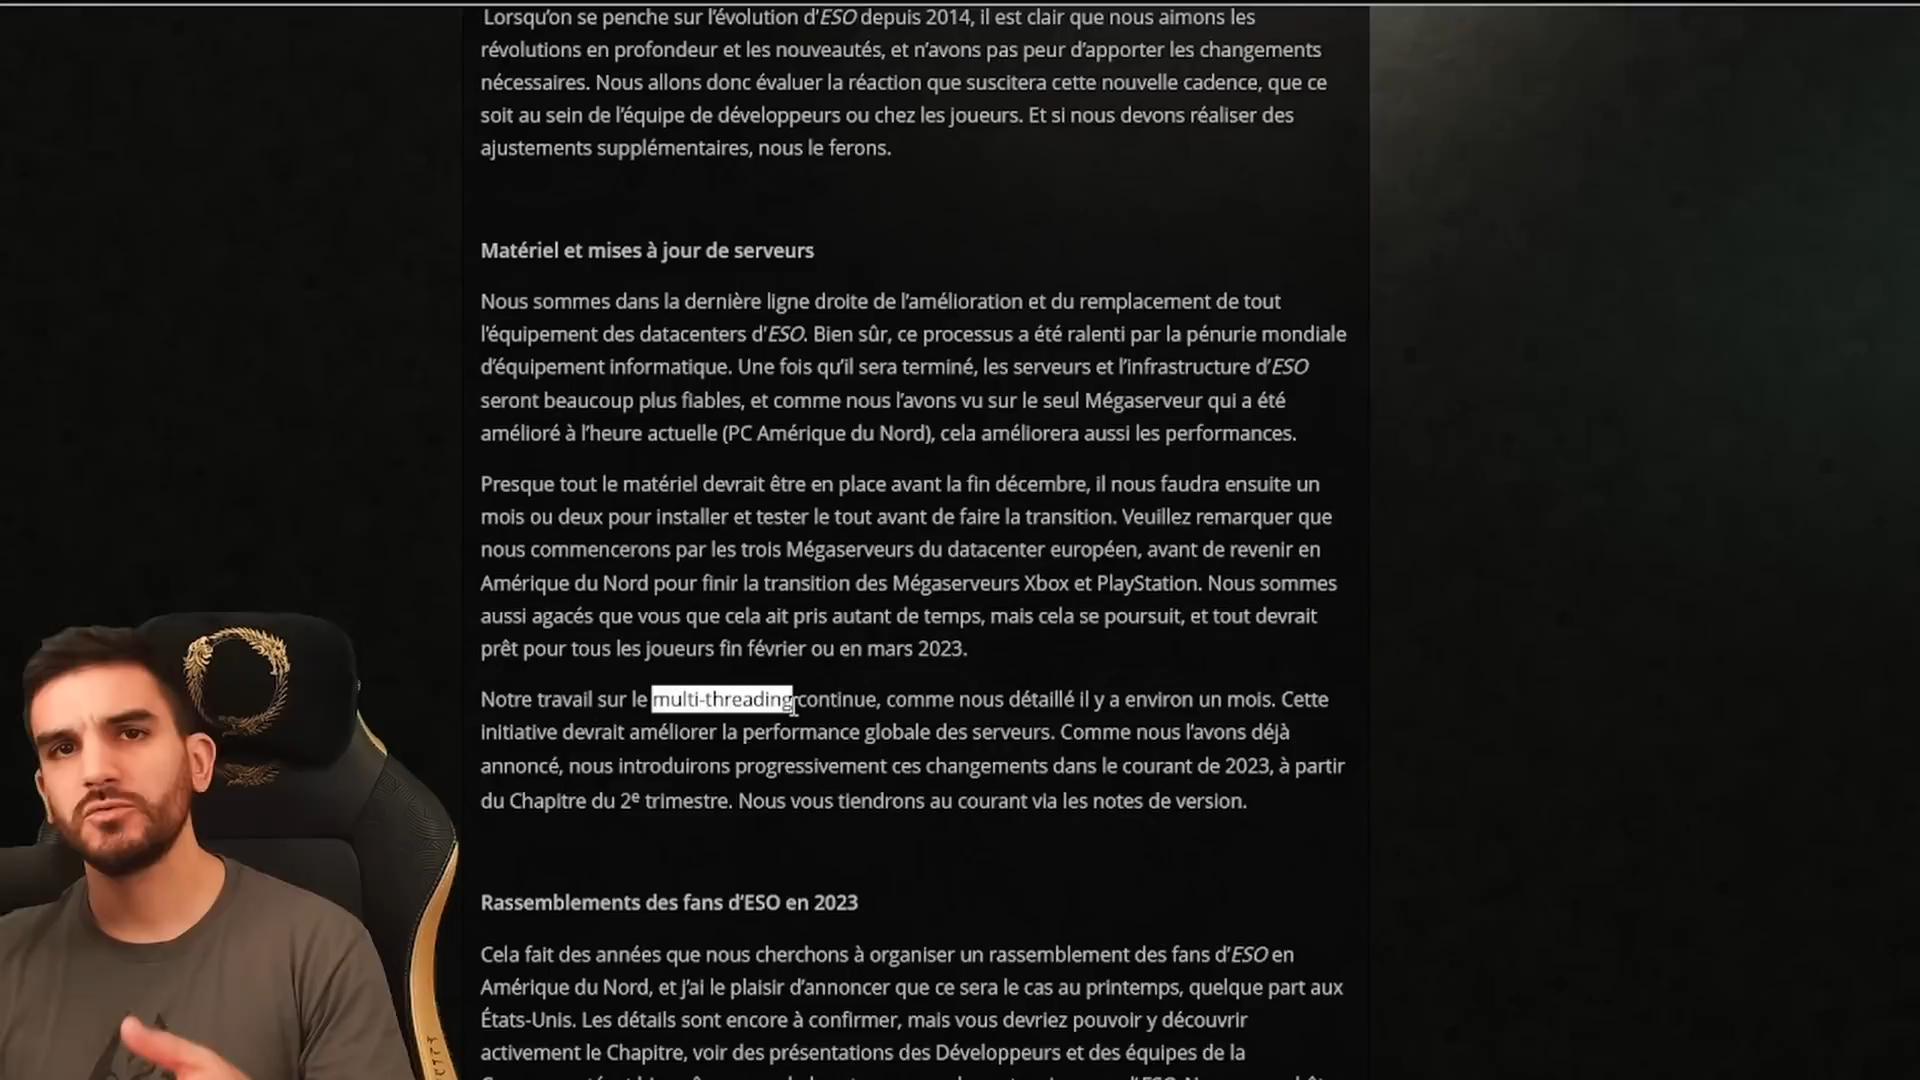 Lorsqu'on se penche sur l'évolution d'ESO depuis 2014, il est clair que nous aimons les
révolutions en profondeur et les nouveautés, et n'avons pas peur d'apporter les changements
nécessaires. Nous allons donc évaluer la réaction que suscitera cette nouvelle cadence, que ce
soit au sein de l'équipe de développeurs ou chez les joueurs. Et si nous devons réaliser des
ajustements supplémentaires, nous le ferons.
Matériel et mises à jour de serveurs
Nous sommes dans la dernière ligne droite de l'amélioration et du remplacement de tout
l'équipement des datacenters d'ESO. Bien sûr, ce processus a été ralenti par la pénurie mondiale
d'équipement informatique. Une fois qu'il sera terminé, les serveurs et l'infrastructure d'ESO
seront beaucoup plus fiables, et comme nous l'avons vu sur le seul Mégaserveur qui a été
amélioré à l'heure actuelle (PC Amérique du Nord), cela améliorera aussi les performances.
Presque tout le matériel devrait être en place avant la fin décembre, il nous faudra ensuite un
mois ou deux pour installer et tester le tout avant de faire la transition. Veuillez remarquer que
nous commencerons par les trois Mégaserveurs du datacenter européen, avant de revenir en
Amérique du Nord pour finir la transition des Mégaserveurs Xbox et PlayStation. Nous sommes
aussi agacés que vous que cela ait pris autant de temps, mais cela se poursuit, et tout devrait
prêt pour tous les joueurs fin février ou en mars 2023.
Notre travail sur le multi-threading continue, comme nous détaillé il y a environ un mois. Cette
initiative devrait améliorer la performance globale des serveurs. Comme nous l'avons déjà
annoncé, nous introduirons progressivement ces changements dans le courant de 2023, à partir
du Chapitre du 2e trimestre. Nous vous tiendrons au courant via les notes de version.
Rassemblements des fans d'ESO en 2023
Cela fait des années que nous cherchons à organiser un rassemblement des fans d'ESO en
Amérique du Nord, et j'ai le plaisir d'annoncer que ce sera le cas au printemps, quelque part aux
États-Unis. Les détails sont encore à confirmer, mais vous devriez pouvoir y découvrir
activement le Chapitre, voir des présentations des Développeurs et des équipes de la